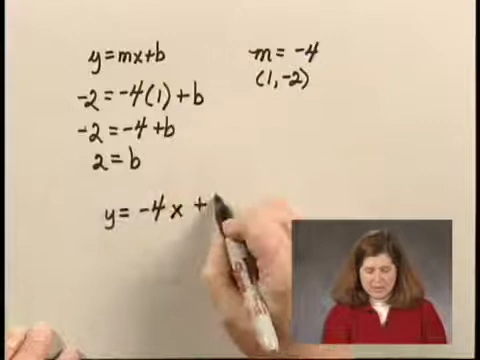 y = mx + b
-2 = -4(1) + b
-2 = -4 + b
2 = b
y = -4x +
m = -4
(1, -2)